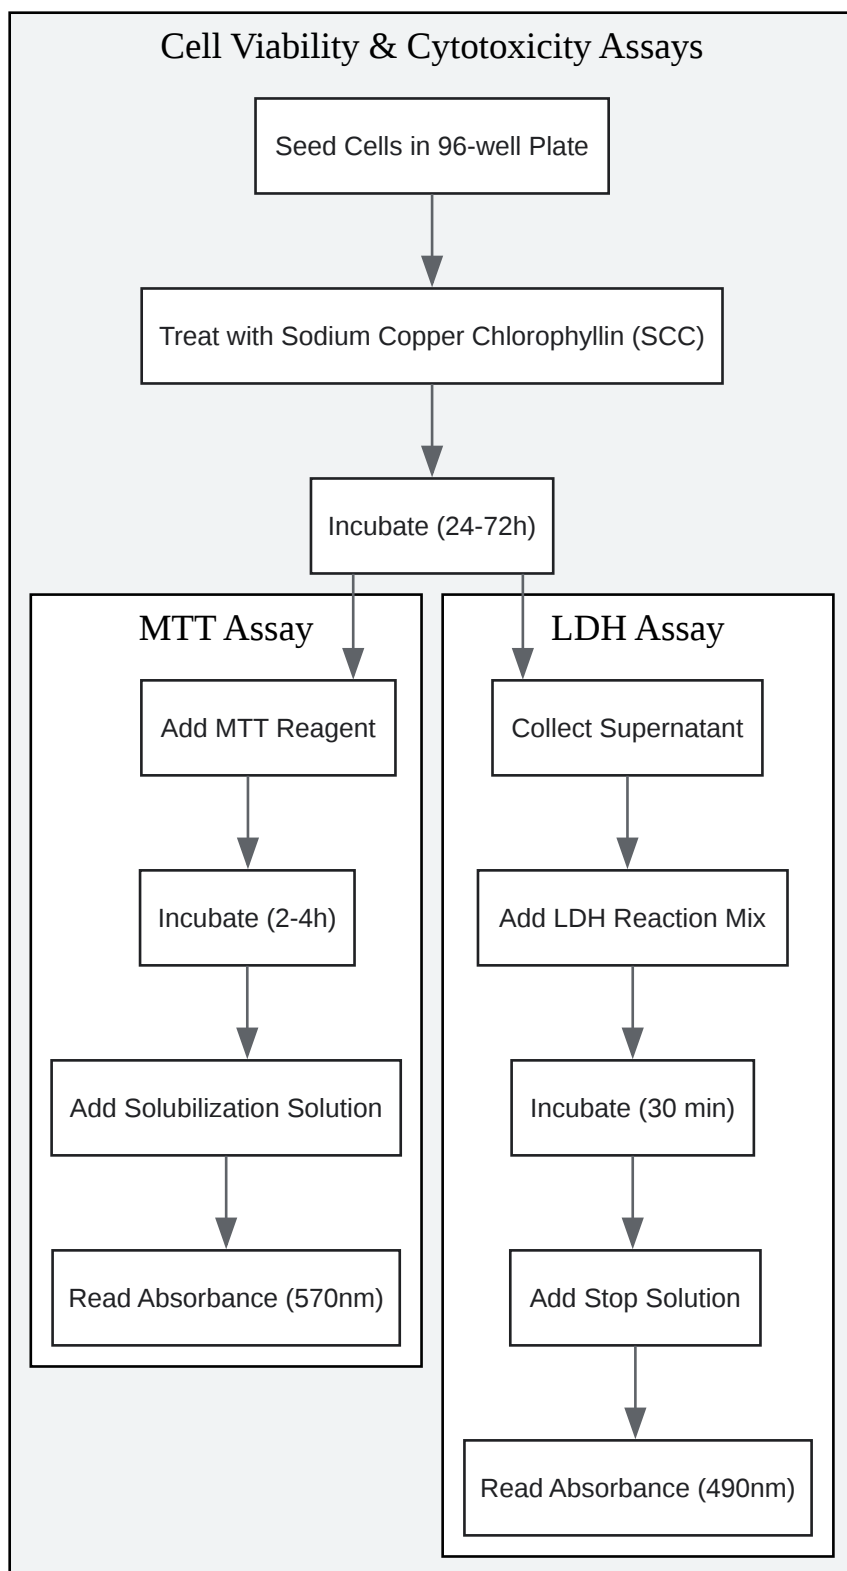 Cell Viability & Cytotoxicity Assays
Seed Cells in 96-well Plate
Treat with Sodium Copper Chlorophyllin (SCC)
Incubate (24-72h)
MTT Assay
Add MTT Reagent
Incubate (2-4h)
Add Solubilization Solution
Read Absorbance (570nm)
LDH Assay
Collect Supernatant
Add LDH Reaction Mix
Incubate (30 min)
Add Stop Solution
Read Absorbance (490nm)